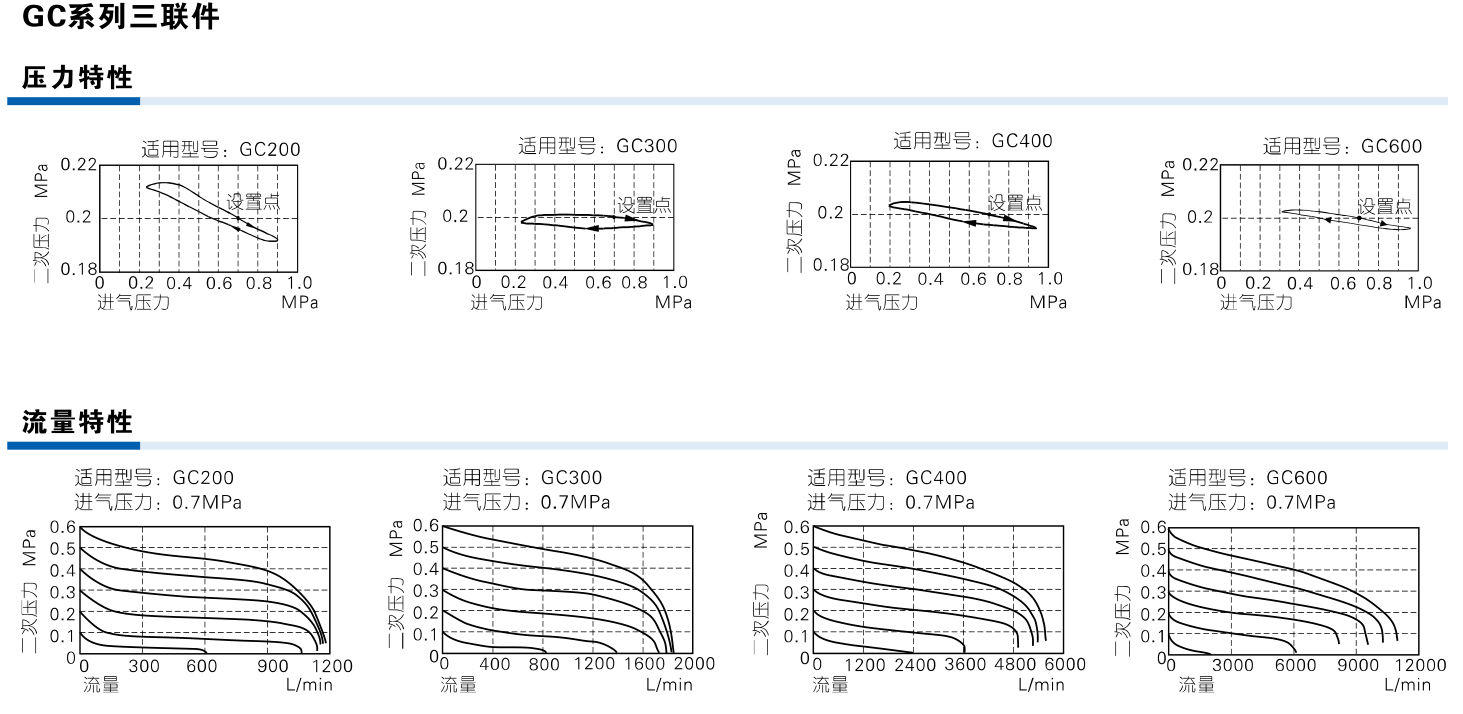 GC系列三联件
压力特性
适用型号：GC200
MPa
二次压力
0.22
0.2
0.18
设置点
0 0.2 0.4 0.6 0.8 1.0
进气压力 MPa
适用型号：GC300
MPa
二次压力
0.22
0.2
0.18
设置点
0 0.2 0.4 0.6 0.8 1.0
进气压力 MPa
适用型号：GC400
MPa
二次压力
0.22
0.2
0.18
设置点
0 0.2 0.4 0.6 0.8 1.0
进气压力 MPa
适用型号：GC600
MPa
二次压力
0.22
0.2
0.18
设置点
0 0.2 0.4 0.6 0.8 1.0
进气压力 MPa
流量特性
适用型号：GC200
进气压力：0.7MPa
MPa
二次压力
0.6
0.5
0.4
0.3
0.2
0.1
0
0 300 600 900 1200
流量 L/min
适用型号：GC300
进气压力：0.7MPa
MPa
二次压力
0.6
0.5
0.4
0.3
0.2
0.1
0
0 400 800 1200 1600 2000
流量 L/min
适用型号：GC400
进气压力：0.7MPa
MPa
二次压力
0.6
0.5
0.4
0.3
0.2
0.1
0
0 1200 2400 3600 4800 6000
流量 L/min
适用型号：GC600
进气压力：0.7MPa
MPa
二次压力
0.6
0.5
0.4
0.3
0.2
0.1
0
0 3000 6000 9000 12000
流量 L/min